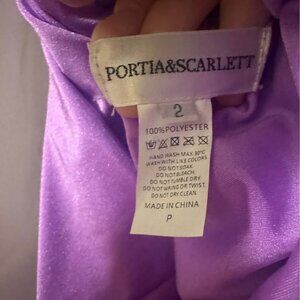 PORTIA&SCARLETT
2
100%POLYESTER
HAND WASH MAX 30°C
WASH WITH LIKE COLORS
DO NOT SOAK
DO NOT BLEACH.
DO NOT TUMBLE DRY
DO NOT WRING OR TWIST
DO NOT DRY CLEAN.
MADE IN CHINA
P